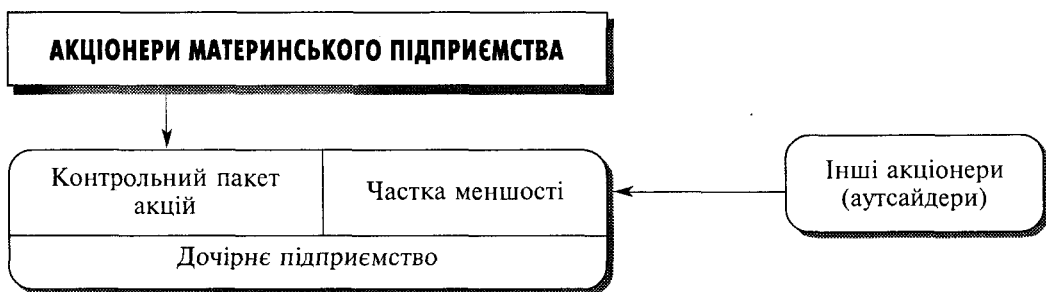 АКЦІОНЕРИ МАТЕРИНСЬКОГО ПІДПРИЄМСТВА
Контрольний пакет
акцій
Частка меншості
Дочірнє підприємство
Інші акціонери
(аутсайдери)